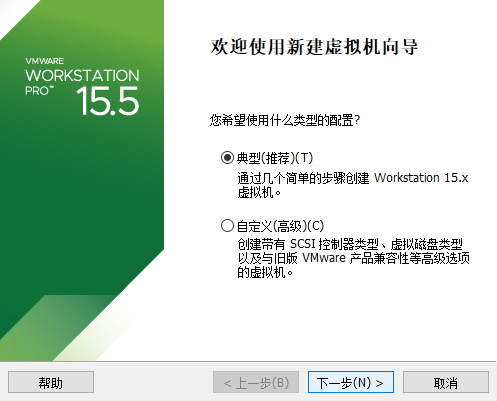 VMWARE
WORKSTATION
PRO™ 15.5
欢迎使用新建虚拟机向导
您希望使用什么类型的配置?
典型(推荐)(T)
通过几个简单的步骤创建 Workstation 15.x
虚拟机。
自定义(高级)(C)
创建带有 SCSI 控制器类型、虚拟磁盘类型
以及与旧版 VMware 产品兼容性等高级选项
的虚拟机。
帮助
< 上一步(B)
下一步(N) >
取消